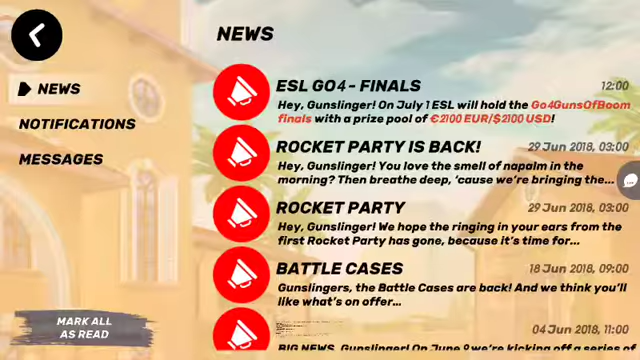 NEWS
NEWS
NOTIFICATIONS
MESSAGES
MARK ALL
AS READ
ESL GO4 - FINALS
12:00
Hey, Gunslinger! On July 1 ESL will hold the Go4GunsOfBoom
finals with a prize pool of €2100 EUR/$2100 USD!
ROCKET PARTY IS BACK!
29 Jun 2018, 03:00
Hey, Gunslinger! You love the smell of napalm in the
morning? Then breathe deep, ‘cause we're bringing the...
ROCKET PARTY
29 Jun 2018, 03:00
Hey, Gunslinger! We hope the ringing in your ears from the
first Rocket Party has gone, because it's time for...
BATTLE CASES
18 Jun 2018, 09:00
Gunslingers, the Battle Cases are back! And we think you'll
like what's on offer...
04 Jun 2018, 11:00
BIG NEWS, Gunslinger! On June 9 we're kicking off a series of